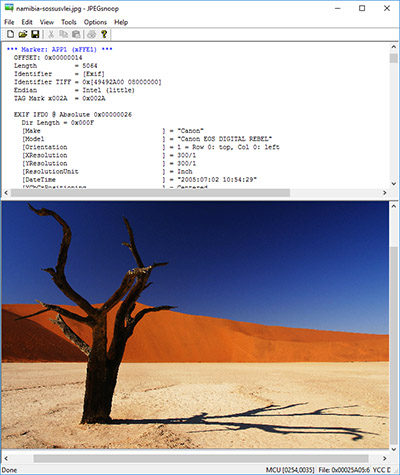 namibia-sossusvlei.jpg - JPEGsnoop
File Edit View Tools Options Help
*** Marker: APP1 (xFFE1) ***
OFFSET: 0x00000014
Length = 5064
Identifier = [Exif]
Identifier TIFF = 0x[49492A00 08000000]
Endian = Intel (little)
TAG Mark x002A = 0x002A
EXIF IFD0 @ Absolute 0x00000026
Dir Length = 0x000F
[Make ] = "Canon"
[Model ] = "Canon EOS DIGITAL REBEL"
[Orientation ] = 1 = Row 0: top, Col 0: left
[XResolution ] = 300/1
[YResolution ] = 300/1
[ResolutionUnit ] = Inch
[DateTime ] = "2005:07:02 10:54:29"
[YCbCrPositioning ] = Centered
Done MCU [0254,0035] File: 0x00025A05:6 YCC D